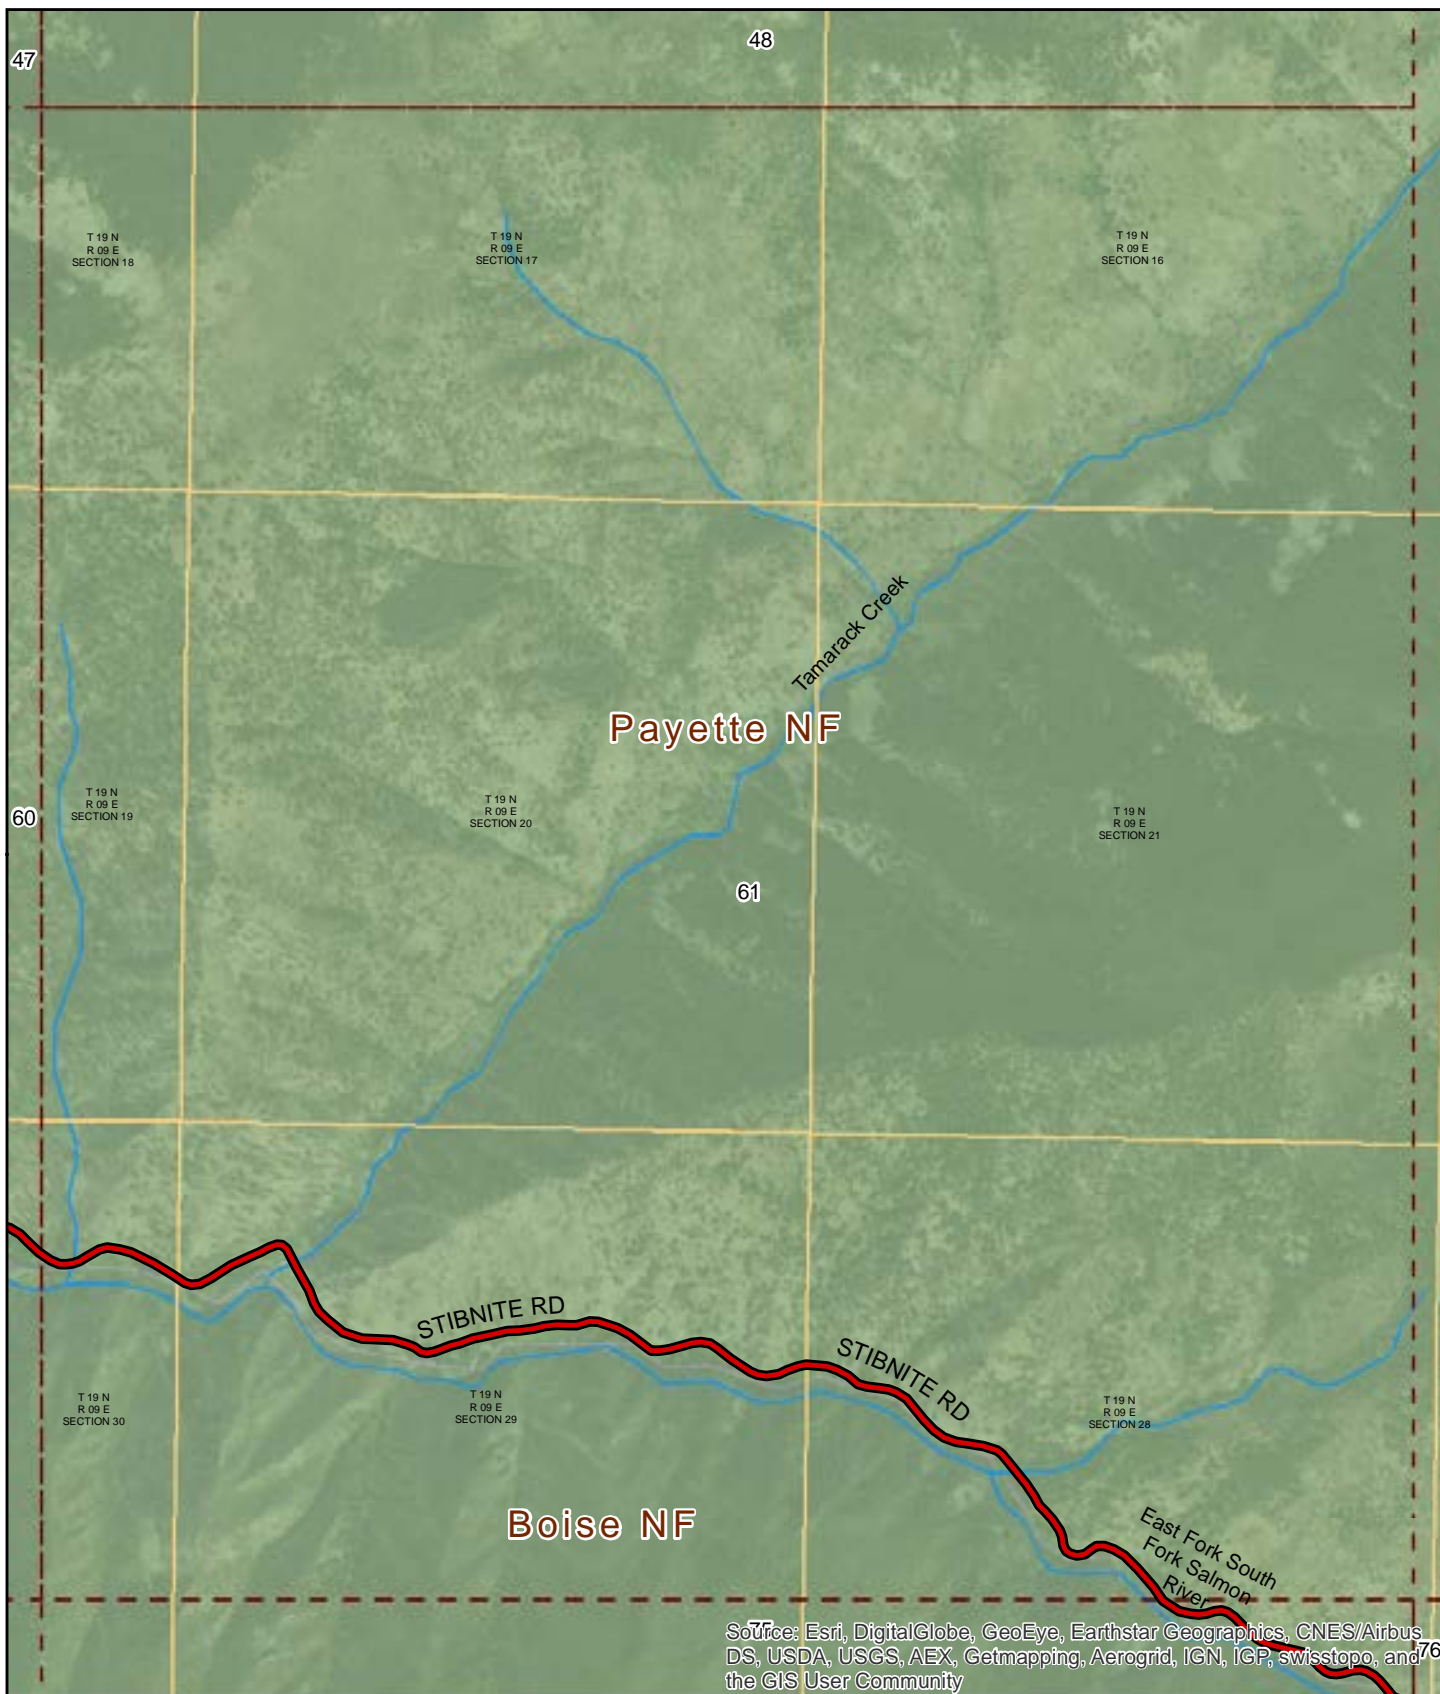 48
47
T 19 N
R 09 E
SECTION 18
T 19 N
R 09 E
SECTION 17
T 19 N
R 09 E
SECTION 16
Tamarack Creek
Payette NF
60
T 19 N
R 09 E
SECTION 19
T 19 N
R 09 E
SECTION 20
T 19 N
R 09 E
SECTION 21
61
STIBNITE RD
STIBNITE RD
T 19 N
R 09 E
SECTION 30
T 19 N
R 09 E
SECTION 29
T 19 N
R 09 E
SECTION 28
Boise NF
East Fork South
Fork Salmon
River
75
Source: Esri, DigitalGlobe, GeoEye, Earthstar Geographics, CNES/Airbus
DS, USDA, USGS, AEX, Getmapping, Aerogrid, IGN, IGP, swisstopo, and
the GIS User Community
76